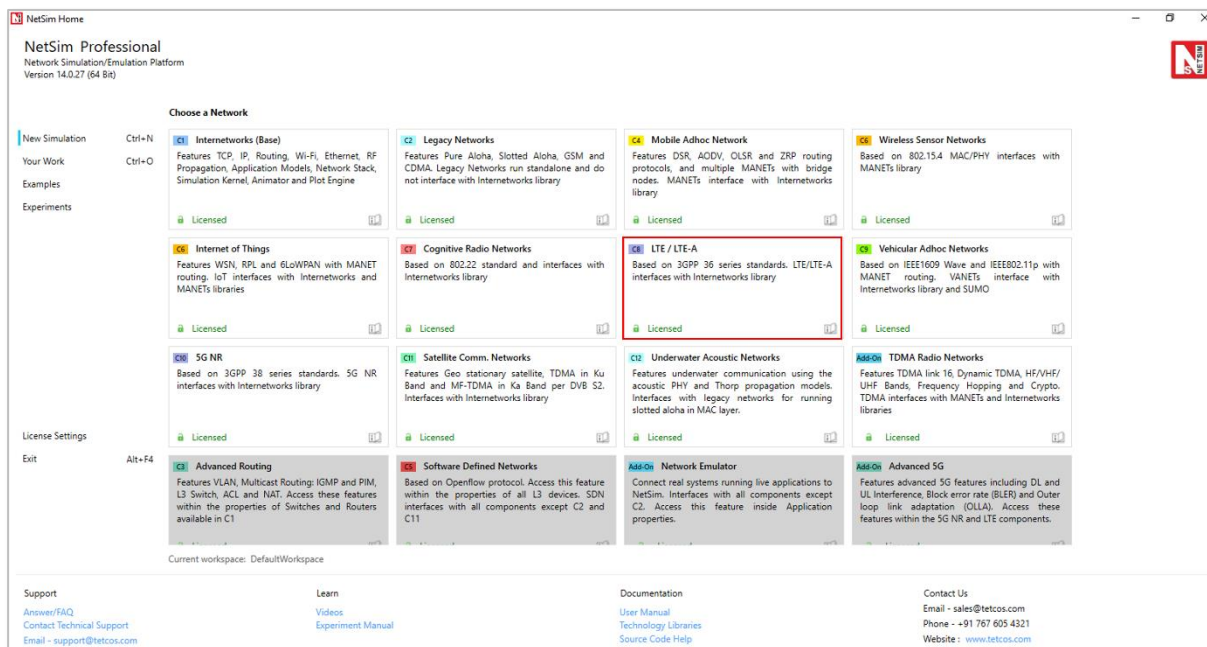 NetSim Home
NetSim Professional
Network Simulation/Emulation Platform
Version 14.0.27 (64 Bit)
NETSIM
Choose a Network
New Simulation Ctrl+N
Your Work Ctrl+O
Examples
Experiments
License Settings
Exit Alt+F4
C1 Internetworks (Base)
Features TCP, IP, Routing, Wi-Fi, Ethernet, RF
Propagation, Application Models, Network Stack,
Simulation Kernel, Animator and Plot Engine
Licensed
C2 Legacy Networks
Features Pure Aloha, Slotted Aloha, GSM and
CDMA. Legacy Networks run standalone and do
not interface with Internetworks library
Licensed
C4 Mobile Adhoc Network
Features DSR, AODV, OLSR and ZRP routing
protocols, and multiple MANETs with bridge
nodes. MANETs interface with Internetworks
library
Licensed
C6 Wireless Sensor Networks
Based on 802.15.4 MAC/PHY interfaces with
MANETs library
Licensed
C6 Internet of Things
Features WSN, RPL and 6LoWPAN with MANET
routing. IoT interfaces with Internetworks and
MANETs libraries
Licensed
C7 Cognitive Radio Networks
Based on 802.22 standard and interfaces with
Internetworks library
Licensed
C8 LTE / LTE-A
Based on 3GPP 36 series standards. LTE/LTE-A
interfaces with Internetworks library
Licensed
C9 Vehicular Adhoc Networks
Based on IEEE1609 Wave and IEEE802.11p with
MANET routing. VANETs interface with
Internetworks library and SUMO
Licensed
C10 5G NR
Based on 3GPP 38 series standards. 5G NR
interfaces with Internetworks library
Licensed
C11 Satellite Comm. Networks
Features Geo stationary satellite, TDMA in Ku
Band and MF-TDMA in Ka Band per DVB S2.
Interfaces with Internetworks library
Licensed
C12 Underwater Acoustic Networks
Features underwater communication using the
acoustic PHY and Thorp propagation models.
Interfaces with legacy networks for running
slotted aloha in MAC layer.
Licensed
Add-On TDMA Radio Networks
Features TDMA link 16, Dynamic TDMA, HF/VHF/
UHF Bands, Frequency Hopping and Crypto.
TDMA interfaces with MANETs and Internetworks
libraries
Licensed
C3 Advanced Routing
Features VLAN, Multicast Routing: IGMP and PIM,
L3 Switch, ACL and NAT. Access these features
within the properties of Switches and Routers
available in C1
C5 Software Defined Networks
Based on Openflow protocol. Access this feature
within the properties of all L3 devices. SDN
interfaces with all components except C2 and
C11
Add-On Network Emulator
Connect real systems running live applications to
NetSim. Interfaces with all components except
C2. Access this feature inside Application
properties.
Add-On Advanced 5G
Features advanced 5G features including DL and
UL Interference, Block error rate (BLER) and Outer
loop link adaptation (OLLA). Access these
features within the 5G NR and LTE components.
Current workspace: DefaultWorkspace
Support
Answer/FAQ
Contact Technical Support
Email - support@tetcos.com
Learn
Videos
Experiment Manual
Documentation
User Manual
Technology Libraries
Source Code Help
Contact Us
Email - sales@tetcos.com
Phone - +91 767 605 4321
Website : www.tetcos.com